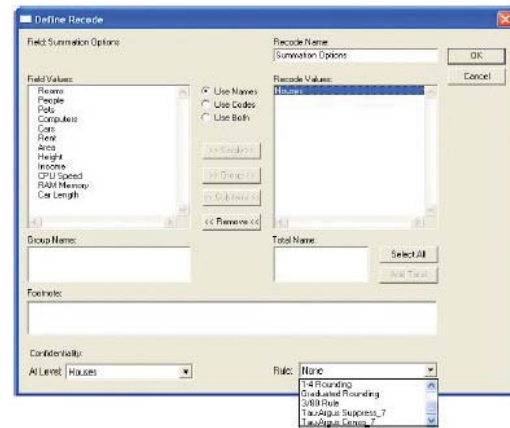 Define Recode
Field: Summation Options
Recode Name:
Summation Options
OK
Cancel
Field Values:
Rooms
People
Pets
Computers
Cars
Rent
Area
Height
Income
CPU Speed
RAM Memory
Car Length
Use Names
Use Codes
Use Both
>> Group >>
<< Remove <<
Recode Values:
Houses
Group Name:
Total Name:
Select All
Add Total
Footnote:
Confidentiality:
At Level: Houses
Rule: None
1-4 Rounding
Graduated Rounding
3/80 Rule
TauArgus Suppress_7
TauArgus Census_7